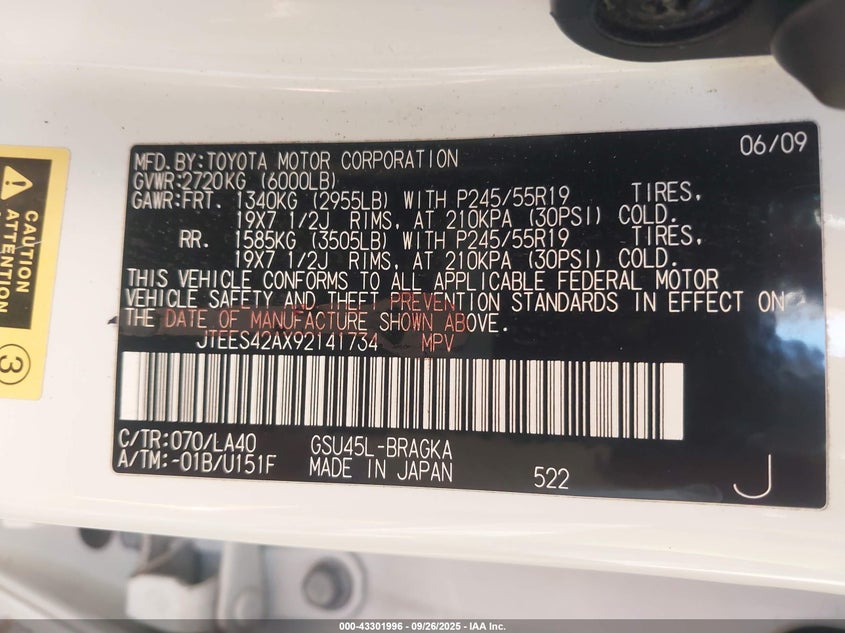 06/09
MFD. BY: TOYOTA MOTOR CORPORATION
GVWR: 2720KG (6000LB)
GAWR: FRT. 1340KG (2955LB) WITH P245/55R19 TIRES,
19X7 1/2J RIMS, AT 210KPA (30PSI) COLD.
RR. 1585KG (3505LB) WITH P245/55R19 TIRES,
19X7 1/2J RIMS, AT 210KPA (30PSI) COLD.
THIS VEHICLE CONFORMS TO ALL APPLICABLE FEDERAL MOTOR
VEHICLE SAFETY AND THEFT PREVENTION STANDARDS IN EFFECT ON
THE DATE OF MANUFACTURE SHOWN ABOVE.
JTEES42AX92141734 MPV
C/TR: 070/LA40 GSU45L-BRAGKA
A/TM: -01B/U151F MADE IN JAPAN 522 J
CAUTION
ATTENTION
3
000-43301996 - 09/26/2025 - IAA Inc.